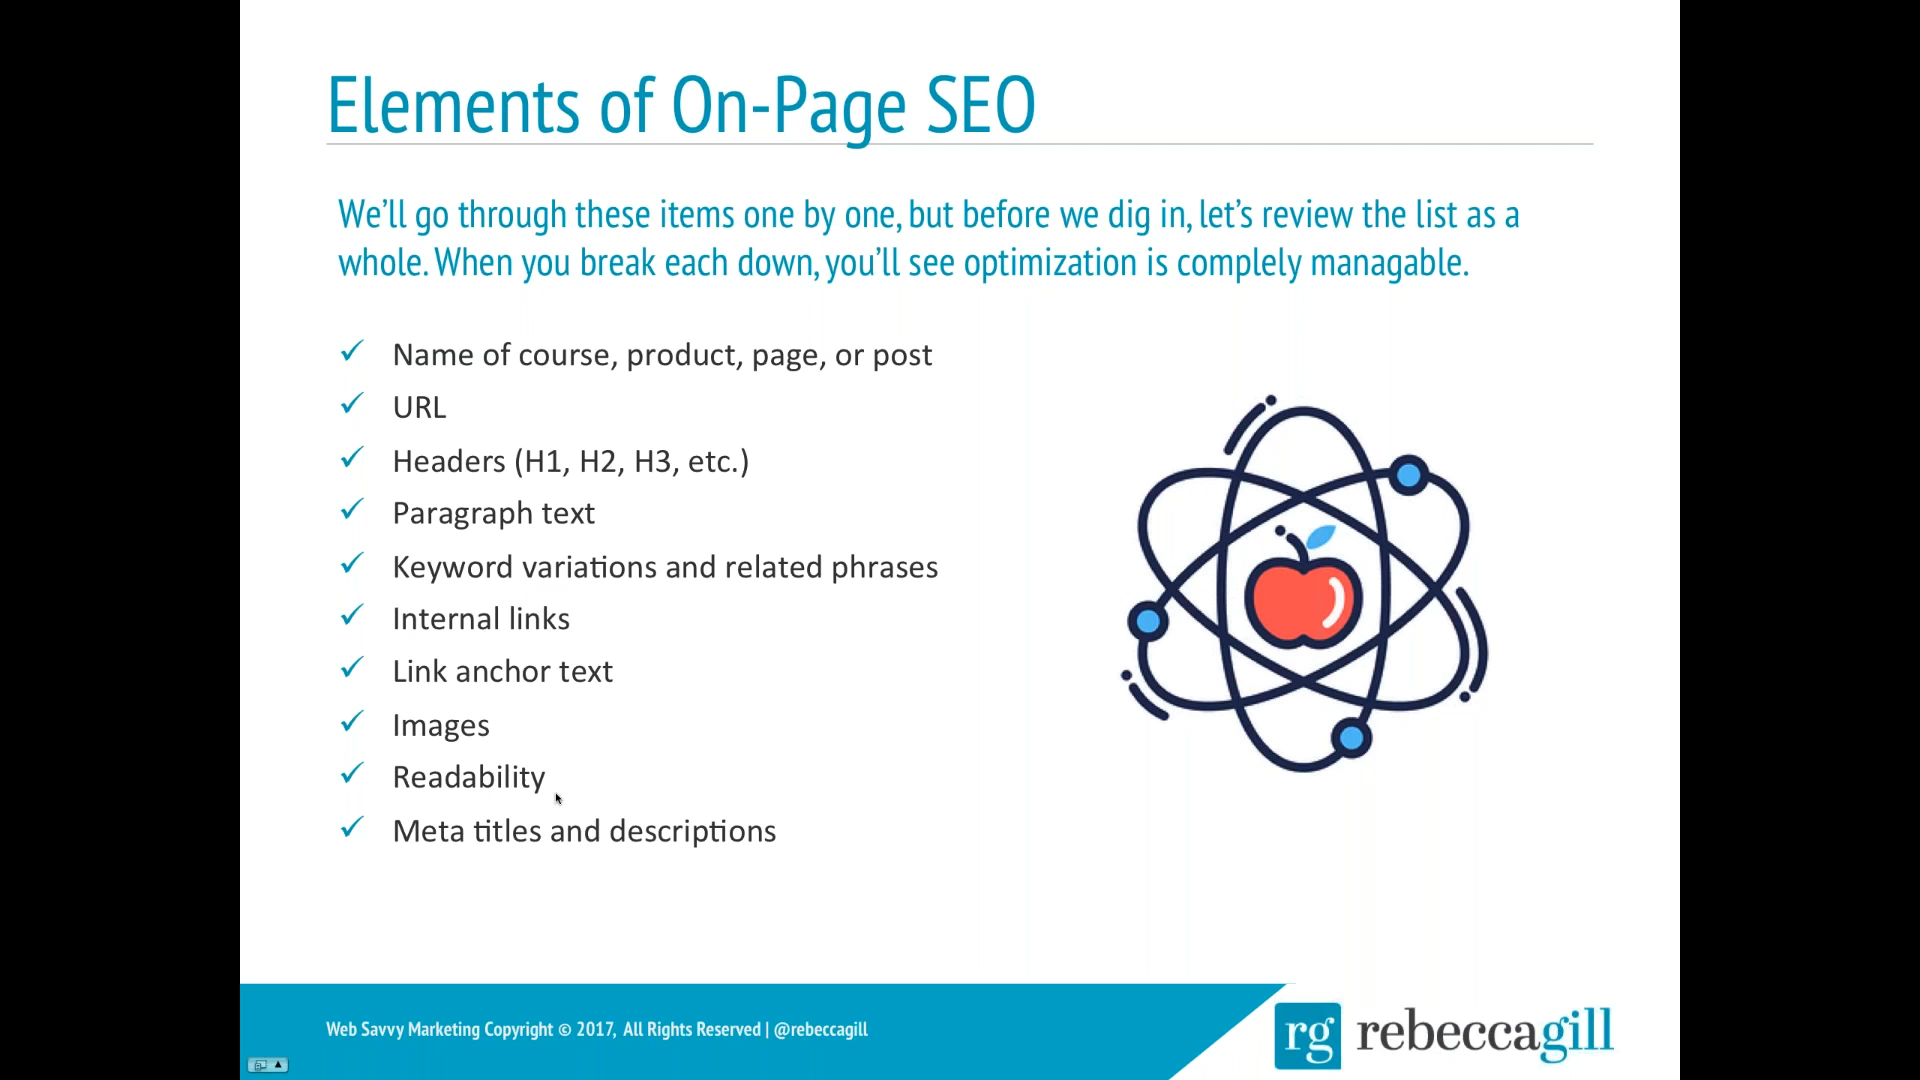 Elements of On-Page SEO
We’ll go through these items one by one, but before we dig in, let’s review the list as a
whole. When you break each down, you’ll see optimization is complely managable.
Name of course, product, page, or post
URL
Headers (H1, H2, H3, etc.)
Paragraph text
Keyword variations and related phrases
Internal links
Link anchor text
Images
Readability
Meta titles and descriptions
Web Savvy Marketing Copyright © 2017, All Rights Reserved | @rebeccagill
rg rebeccagill